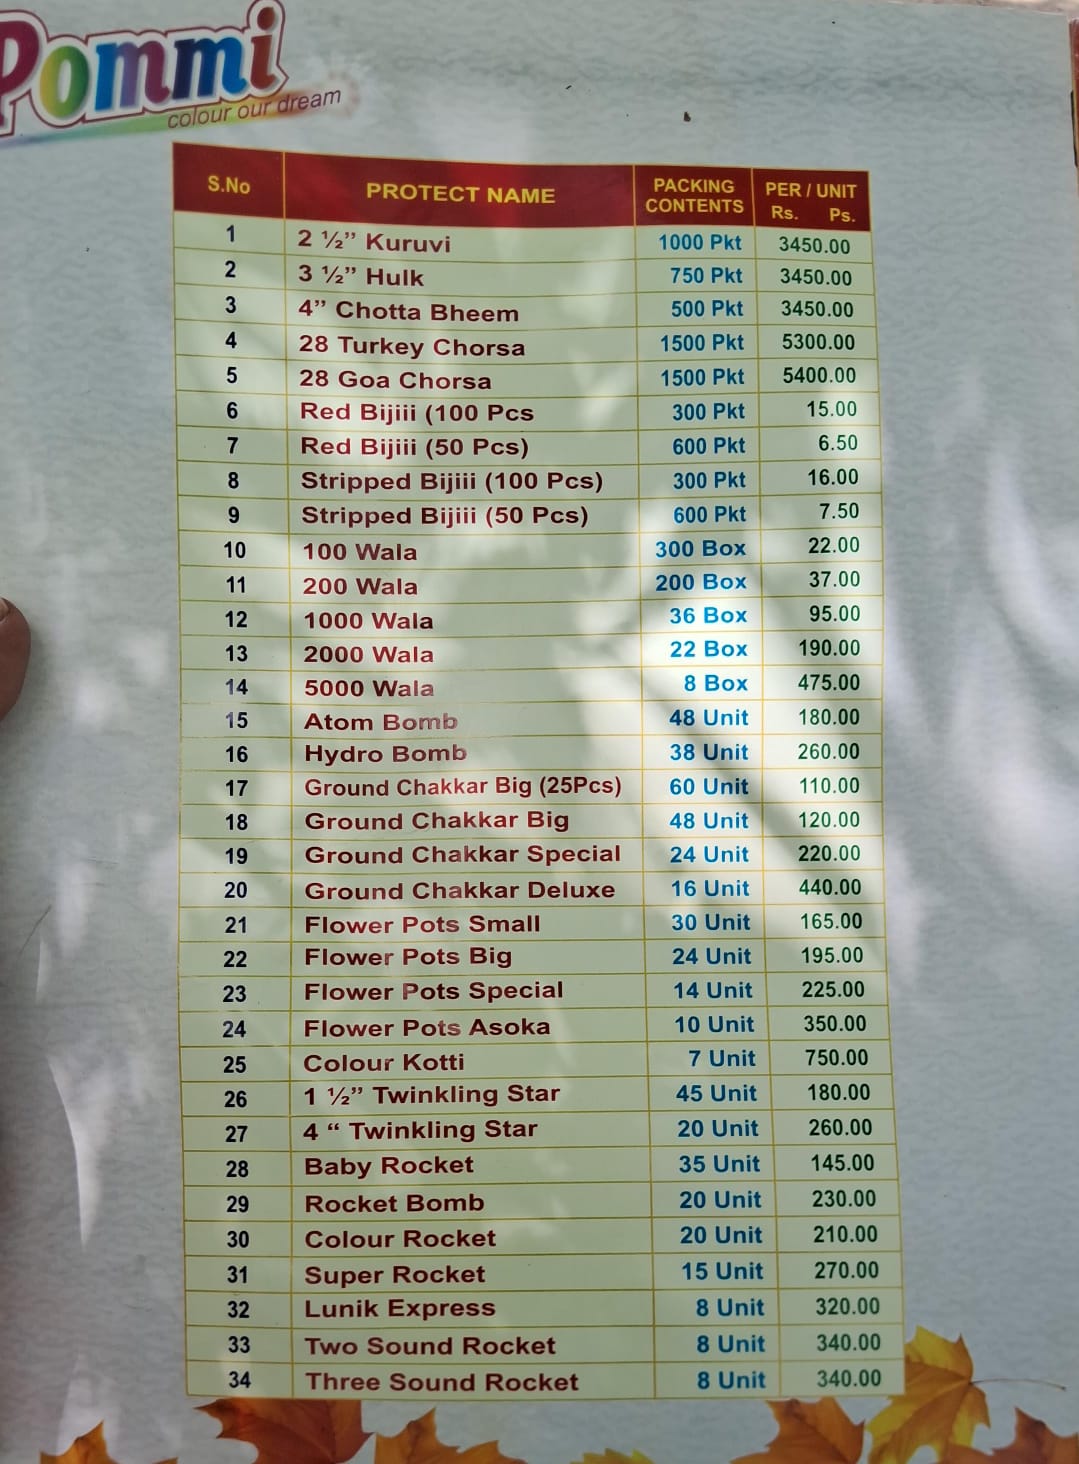 Pommi
colour our dream
S.No PROTECT NAME PACKING CONTENTS PER / UNIT Rs. Ps.
1 2 ½” Kuruvi 1000 Pkt 3450.00
2 3 ½” Hulk 750 Pkt 3450.00
3 4” Chotta Bheem 500 Pkt 3450.00
4 28 Turkey Chorsa 1500 Pkt 5300.00
5 28 Goa Chorsa 1500 Pkt 5400.00
6 Red Bijiii (100 Pcs 300 Pkt 15.00
7 Red Bijiii (50 Pcs) 600 Pkt 6.50
8 Stripped Bijiii (100 Pcs) 300 Pkt 16.00
9 Stripped Bijiii (50 Pcs) 600 Pkt 7.50
10 100 Wala 300 Box 22.00
11 200 Wala 200 Box 37.00
12 1000 Wala 36 Box 95.00
13 2000 Wala 22 Box 190.00
14 5000 Wala 8 Box 475.00
15 Atom Bomb 48 Unit 180.00
16 Hydro Bomb 38 Unit 260.00
17 Ground Chakkar Big (25Pcs) 60 Unit 110.00
18 Ground Chakkar Big 48 Unit 120.00
19 Ground Chakkar Special 24 Unit 220.00
20 Ground Chakkar Deluxe 16 Unit 440.00
21 Flower Pots Small 30 Unit 165.00
22 Flower Pots Big 24 Unit 195.00
23 Flower Pots Special 14 Unit 225.00
24 Flower Pots Asoka 10 Unit 350.00
25 Colour Kotti 7 Unit 750.00
26 1 ½” Twinkling Star 45 Unit 180.00
27 4 “ Twinkling Star 20 Unit 260.00
28 Baby Rocket 35 Unit 145.00
29 Rocket Bomb 20 Unit 230.00
30 Colour Rocket 20 Unit 210.00
31 Super Rocket 15 Unit 270.00
32 Lunik Express 8 Unit 320.00
33 Two Sound Rocket 8 Unit 340.00
34 Three Sound Rocket 8 Unit 340.00